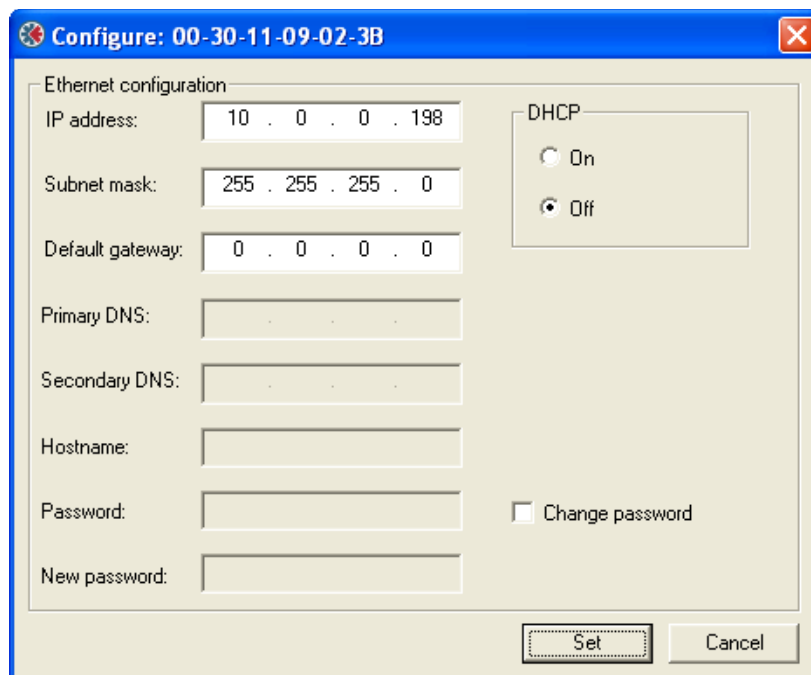 Configure: 00-30-11-09-02-3B
Ethernet configuration
IP address: 10 . 0 . 0 . 198
DHCP
On
Off
Subnet mask: 255 . 255 . 255 . 0
Default gateway: 0 . 0 . 0 . 0
Primary DNS: . . .
Secondary DNS: . . .
Hostname:
Password:
Change password
New password:
Set Cancel